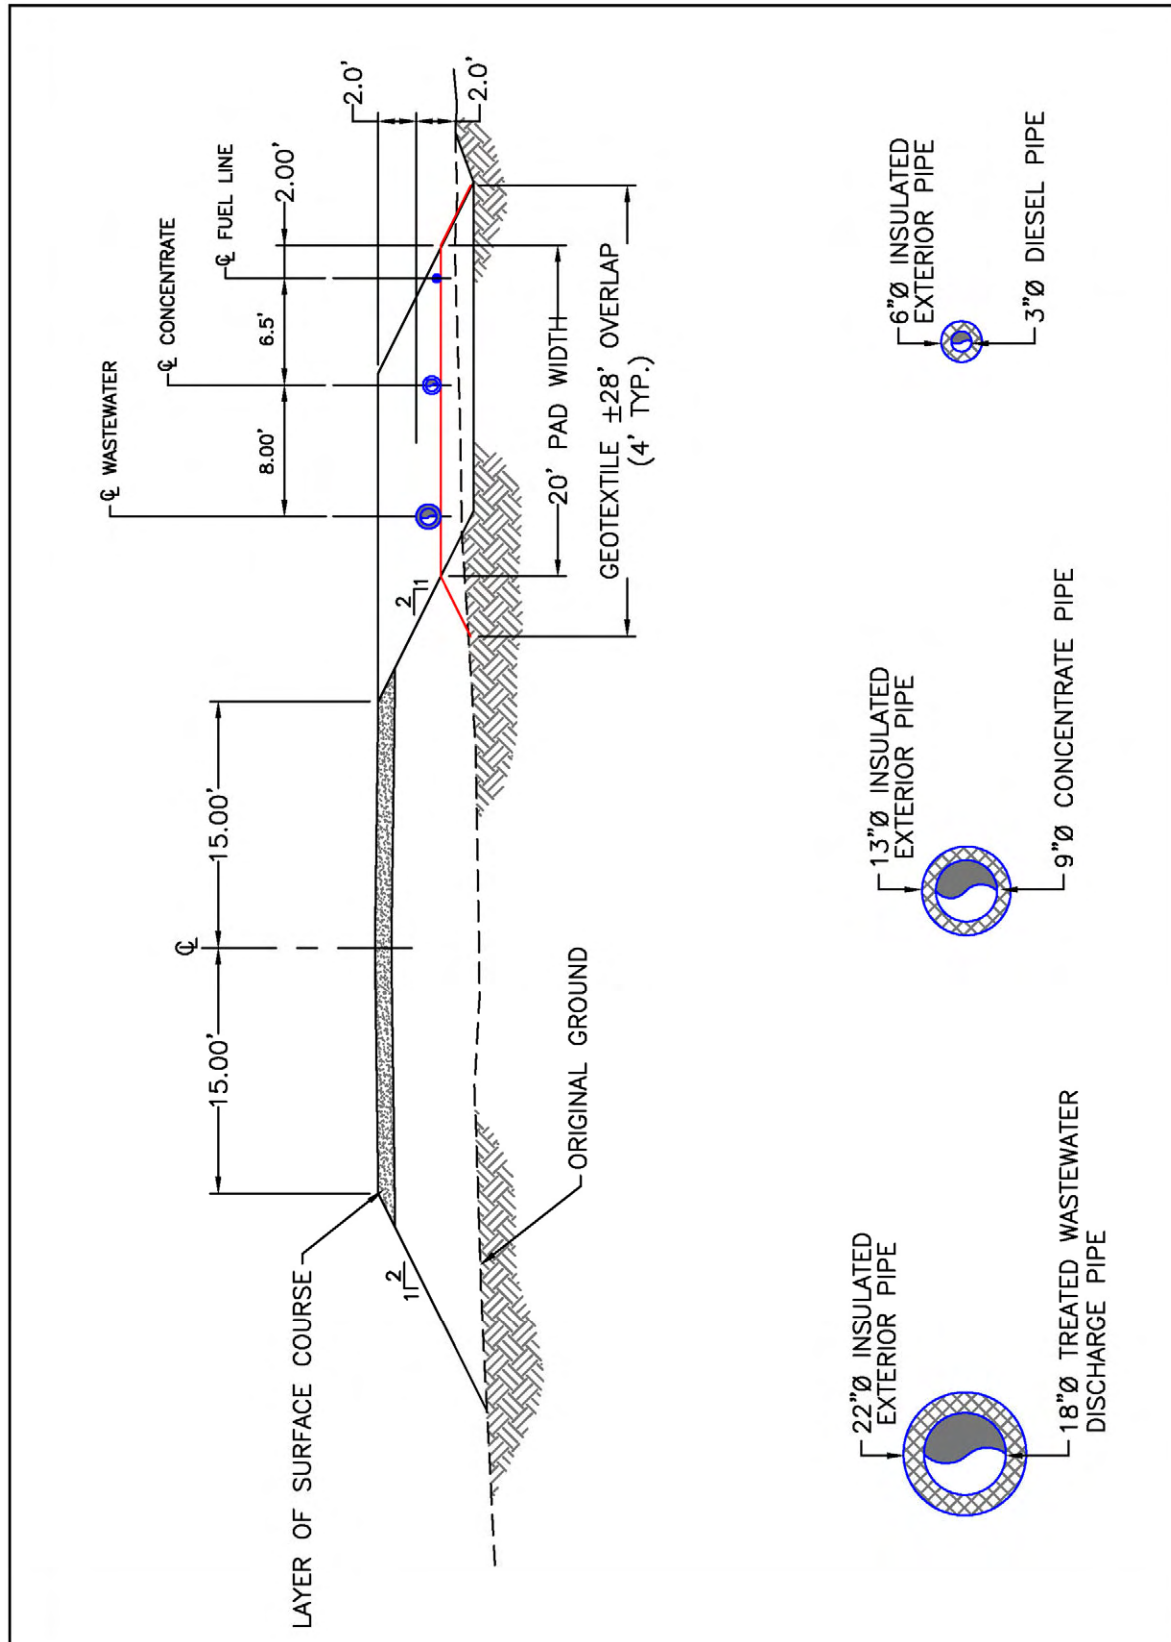 LAYER OF SURFACE COURSE
15.00'
15.00'
℄
1
2
2
1
℄ WASTEWATER
℄ CONCENTRATE
℄ FUEL LINE
8.00'
6.5'
2.00'
2.0'
2.0'
ORIGINAL GROUND
20' PAD WIDTH
GEOTEXTILE ±28' OVERLAP
(4' TYP.)
22"Ø INSULATED
EXTERIOR PIPE
18"Ø TREATED WASTEWATER
DISCHARGE PIPE
13"Ø INSULATED
EXTERIOR PIPE
9"Ø CONCENTRATE PIPE
6"Ø INSULATED
EXTERIOR PIPE
3"Ø DIESEL PIPE